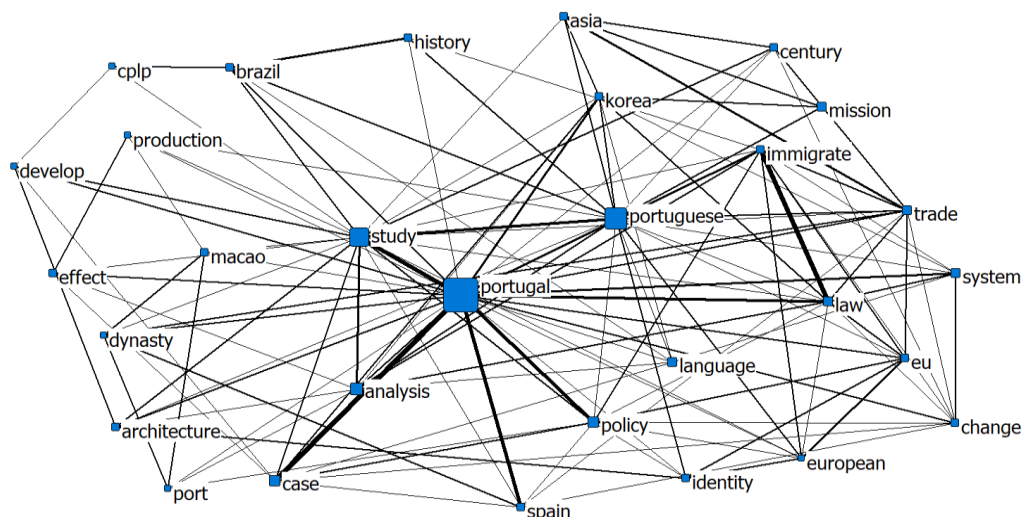 asia
history
century
cplp
brazil
korea
mission
production
immigrate
develop
portuguese
trade
study
macao
effect
system
portugal
law
dynasty
language
eu
analysis
architecture
policy
change
european
case
identity
port
spain